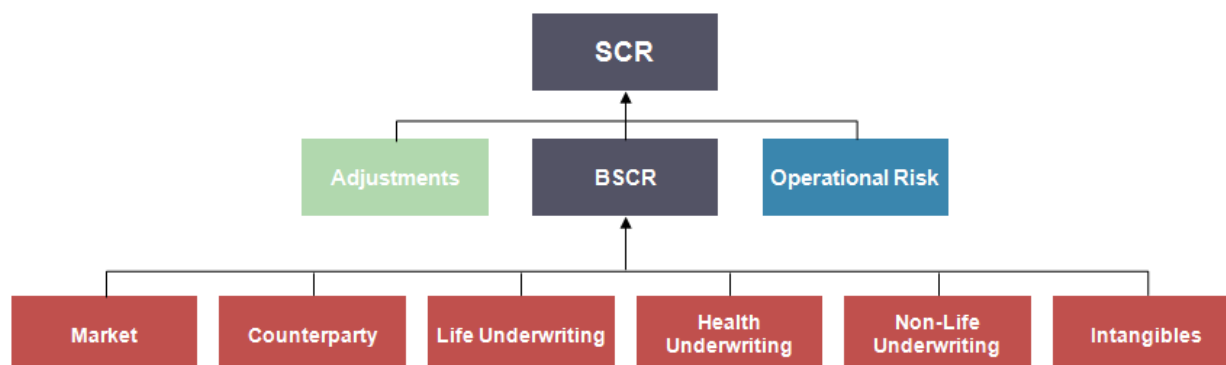 SCR
Adjustments
BSCR
Operational Risk
Market
Counterparty
Life Underwriting
Health
Underwriting
Non-Life
Underwriting
Intangibles